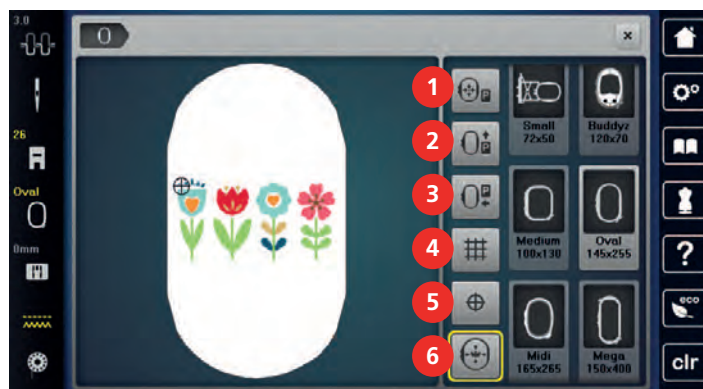 3.0
26
Oval
0mm
0
×
1
2
3
4
5
6
P
P
P
Small
72x50
Buddyz
120x70
Medium
100x130
Oval
145x255
Midi
165x265
Mega
150x400
?
eco
clr